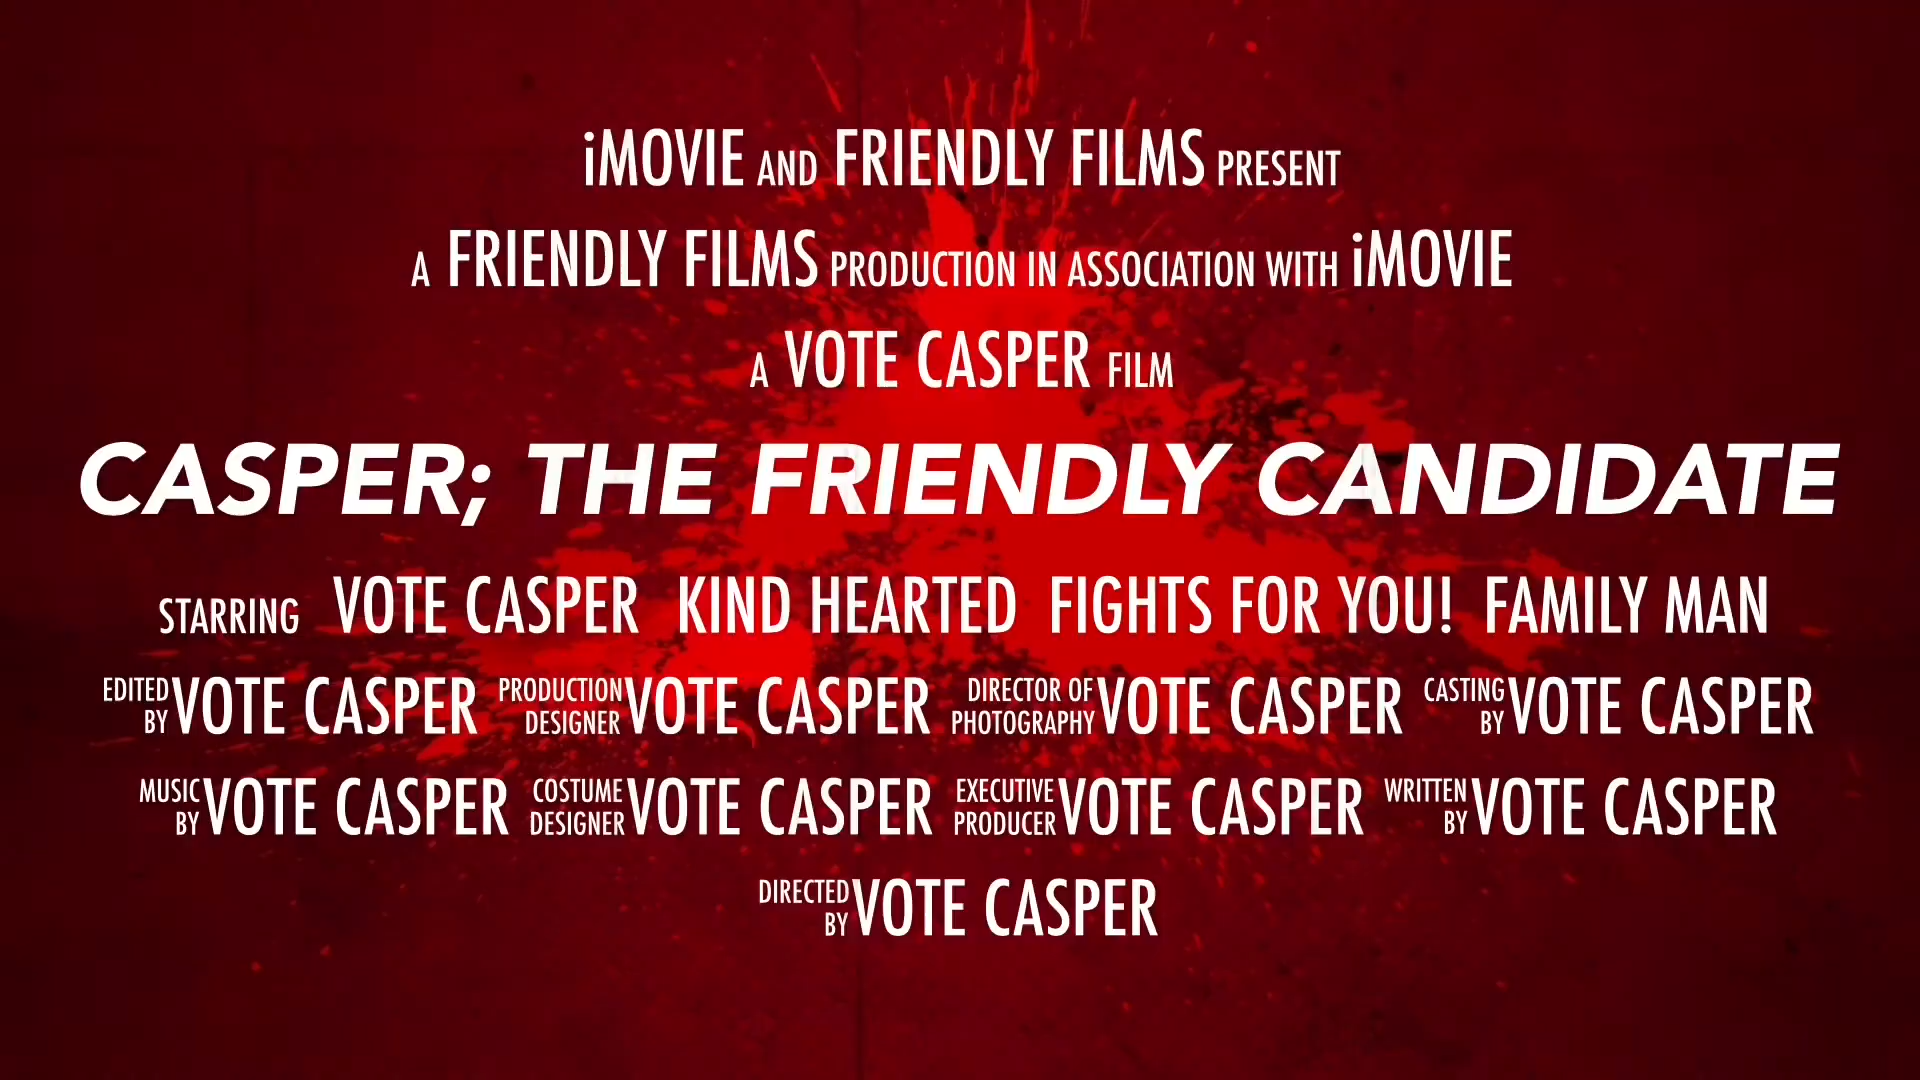 iMOVIE AND FRIENDLY FILMS PRESENT
A FRIENDLY FILMS PRODUCTION IN ASSOCIATION WITH iMOVIE
A VOTE CASPER FILM
CASPER; THE FRIENDLY CANDIDATE
STARRING VOTE CASPER KIND HEARTED FIGHTS FOR YOU! FAMILY MAN
EDITED BY VOTE CASPER PRODUCTION DESIGNER VOTE CASPER DIRECTOR OF PHOTOGRAPHY VOTE CASPER CASTING BY VOTE CASPER
MUSIC BY VOTE CASPER COSTUME DESIGNER VOTE CASPER EXECUTIVE PRODUCER VOTE CASPER WRITTEN BY VOTE CASPER
DIRECTED BY VOTE CASPER